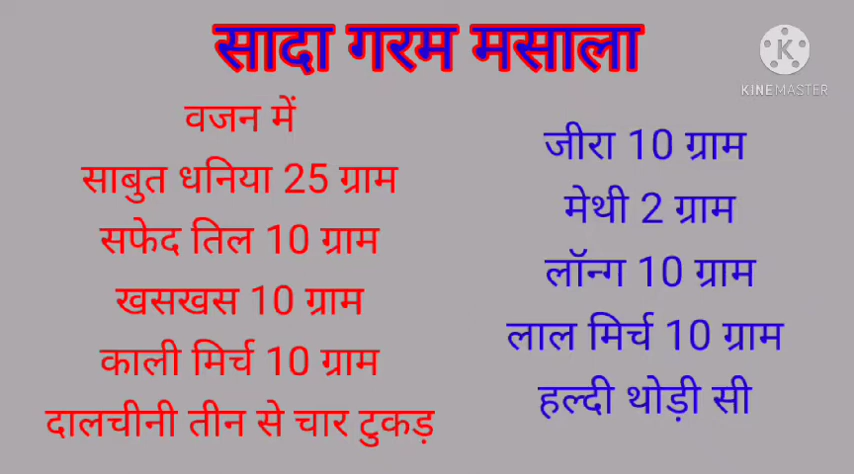 सादा गरम मसाला
KINEMASTER
वजन में
साबुत धनिया 25 ग्राम
सफेद तिल 10 ग्राम
खसखस 10 ग्राम
काली मिर्च 10 ग्राम
दालचीनी तीन से चार टुकड़
जीरा 10 ग्राम
मेथी 2 ग्राम
लॉन्ग 10 ग्राम
लाल मिर्च 10 ग्राम
हल्दी थोड़ी सी